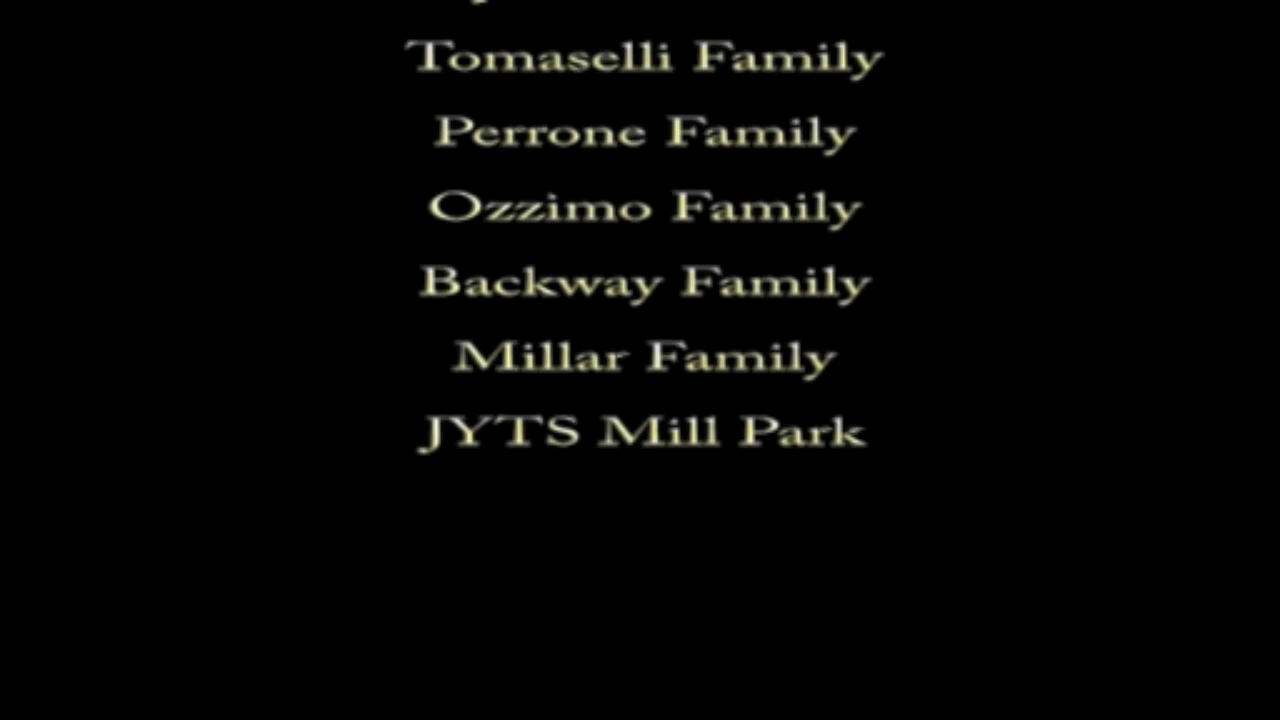 Tomaselli Family
Perrone Family
Ozzimo Family
Backway Family
Millar Family
JYTS Mill Park